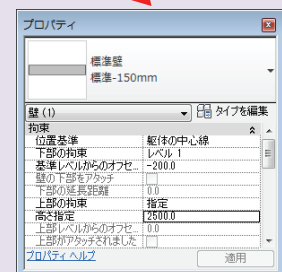 プロパティ
標準壁
標準-150mm
壁 (1)
タイプを編集
拘束
位置基準 躯体の中心線
下部の拘束 レベル 1
基準レベルからのオフセ... -200.0
壁の下部をアタッチ
下部の延長距離 0.0
上部の拘束 指定
高さ指定 2500.0
上部レベルからのオフセ... 0.0
上部がアタッチされました
プロパティ ヘルプ
適用